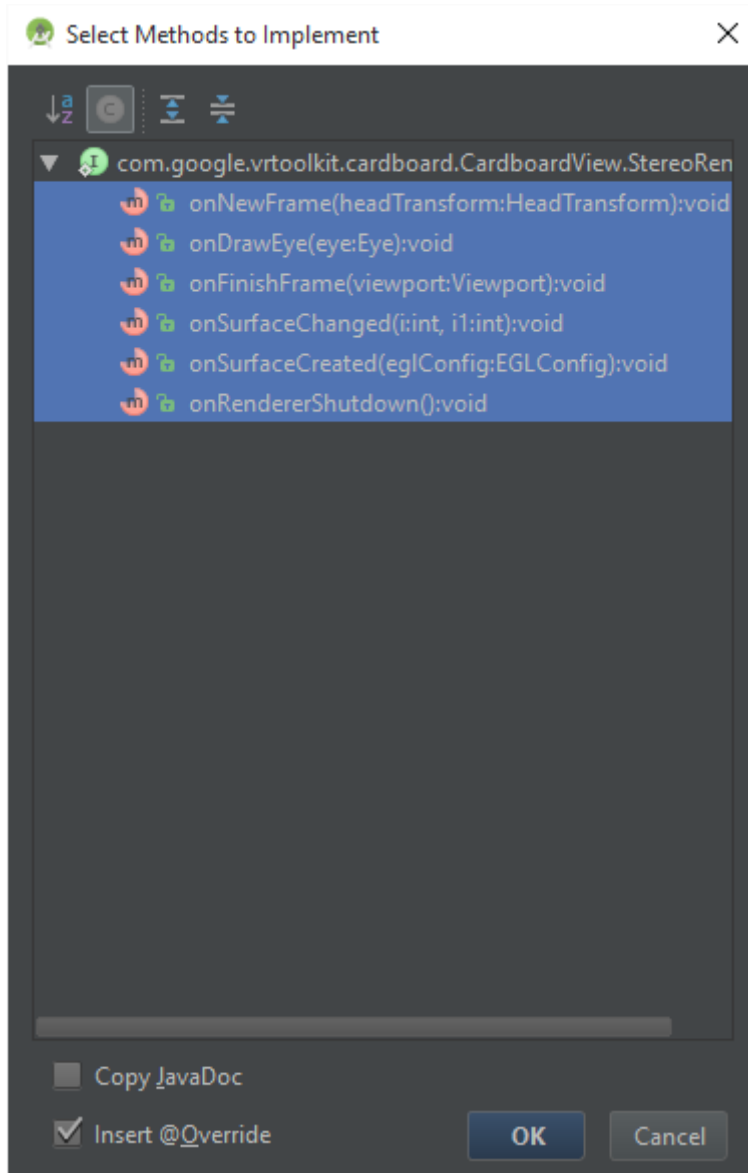 Select Methods to Implement
com.google.vrtoolkit.cardboard.CardboardView.StereoRen
onNewFrame(headTransform:HeadTransform):void
onDrawEye(eye:Eye):void
onFinishFrame(viewport:Viewport):void
onSurfaceChanged(i:int, i1:int):void
onSurfaceCreated(eglConfig:EGLConfig):void
onRendererShutdown():void
Copy JavaDoc
Insert @Override
OK
Cancel